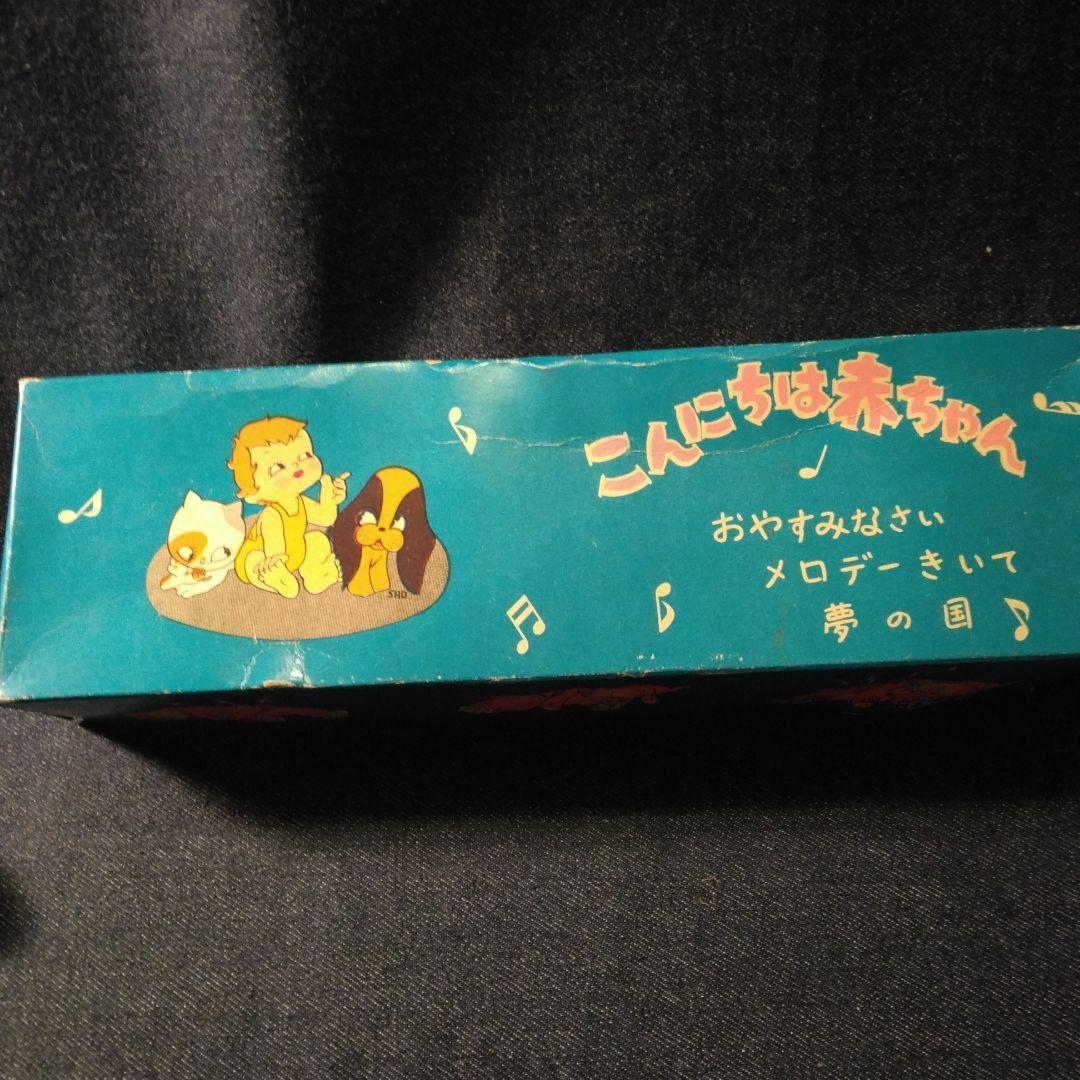 こんにちは赤ちゃん
おやすみなさい
メロデーきいて
夢の国
SHO